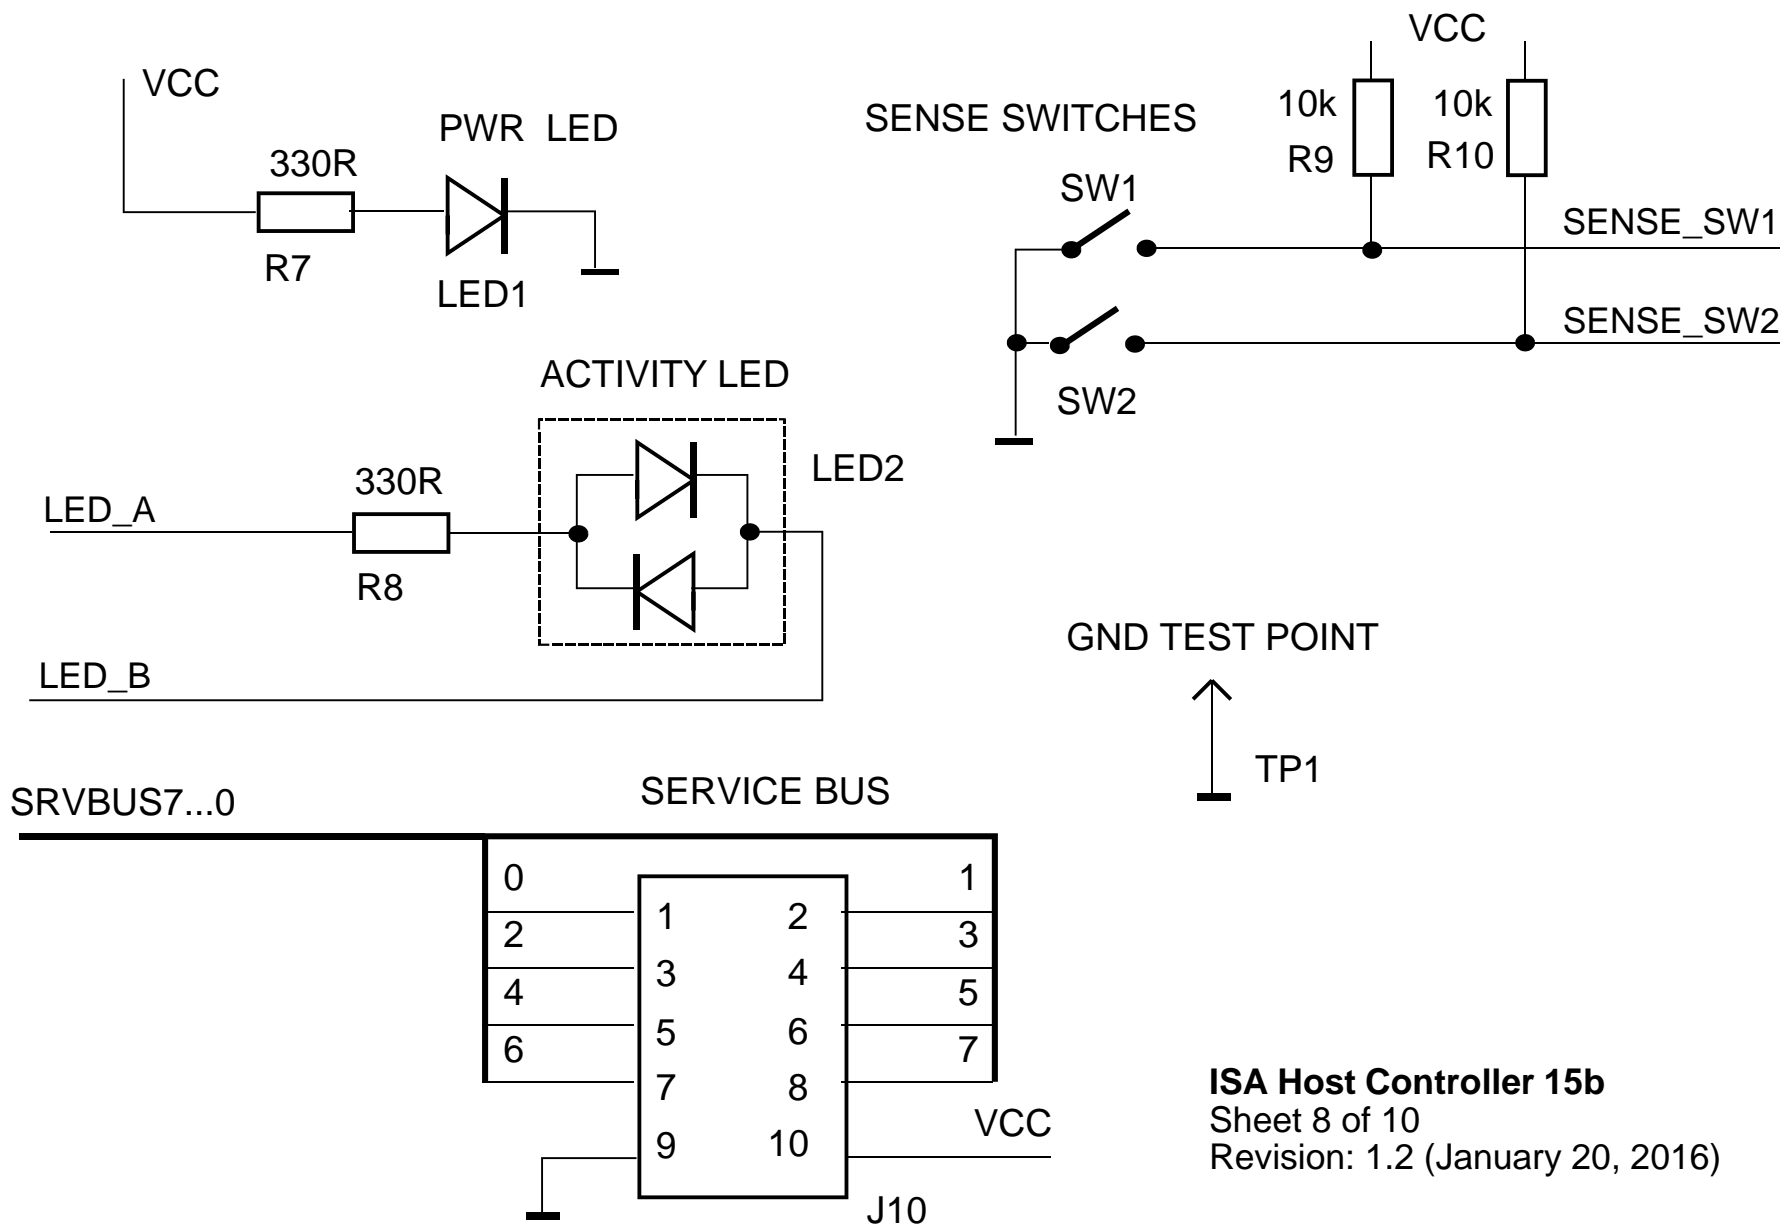 VCC
VCC
PWR LED
SENSE SWITCHES
10k
10k
330R
R9
R10
SW1
SENSE_SW1
R7
LED1
SENSE_SW2
ACTIVITY LED
SW2
330R
LED2
LED_A
R8
GND TEST POINT
LED_B
TP1
SRVBUS7...0
SERVICE BUS
0
1
1
2
2
3
3
4
4
5
5
6
6
7
7
8
VCC
9
10
J10
ISA Host Controller 15b
Sheet 8 of 10
Revision: 1.2 (January 20, 2016)